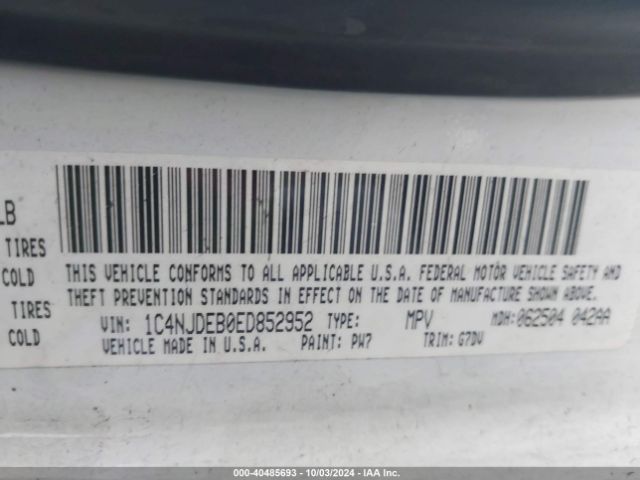 LB
TIRES
COLD
TIRES
COLD
THIS VEHICLE CONFORMS TO ALL APPLICABLE U.S.A. FEDERAL MOTOR VEHICLE SAFETY AND
THEFT PREVENTION STANDARDS IN EFFECT ON THE DATE OF MANUFACTURE SHOWN ABOVE.
VIN: 1C4NJDEB0ED852952 TYPE: MPV MDH:062504 042AA
VEHICLE MADE IN U.S.A. PAINT: PW7 TRIM: G7DV
000-40485693 - 10/03/2024 - IAA Inc.